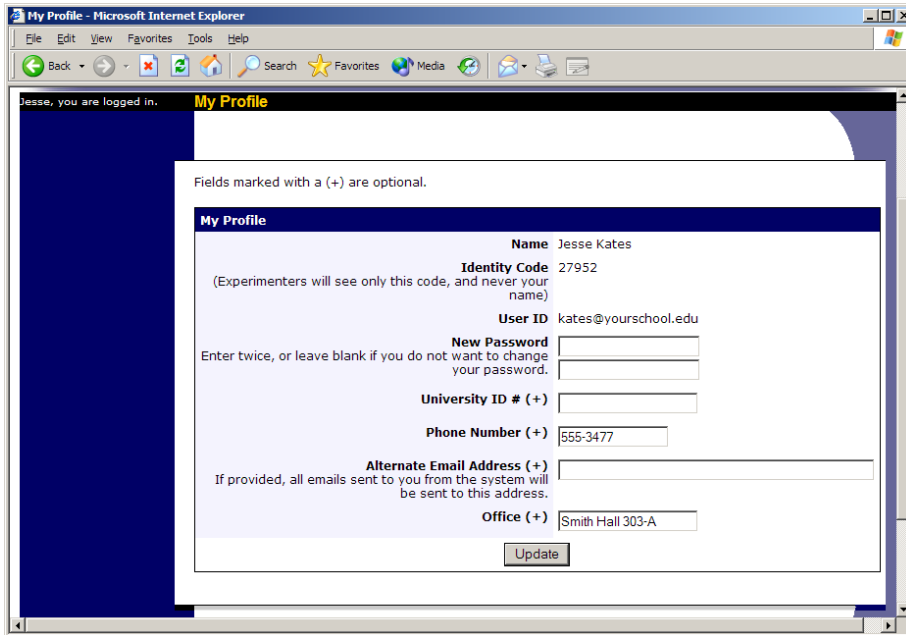 My Profile - Microsoft Internet Explorer
File Edit View Favorites Tools Help
Back Search Favorites Media
Jesse, you are logged in. My Profile
Fields marked with a (+) are optional.
My Profile
Name Jesse Kates
Identity Code 27952
(Experimenters will see only this code, and never your
name)
User ID kates@yourschool.edu
New Password
Enter twice, or leave blank if you do not want to change
your password.
University ID # (+)
Phone Number (+) 555-3477
Alternate Email Address (+)
If provided, all emails sent to you from the system will
be sent to this address.
Office (+) Smith Hall 303-A
Update